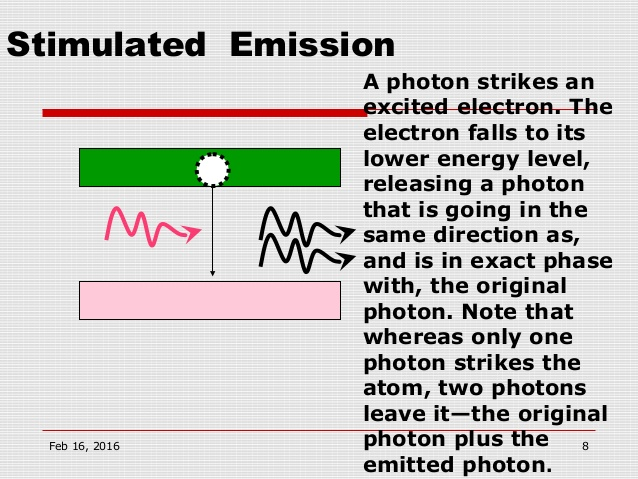 Stimulated Emission
A photon strikes an
excited electron. The
electron falls to its
lower energy level,
releasing a photon
that is going in the
same direction as,
and is in exact phase
with, the original
photon. Note that
whereas only one
photon strikes the
atom, two photons
leave it—the original
photon plus the
emitted photon.
Feb 16, 2016
8